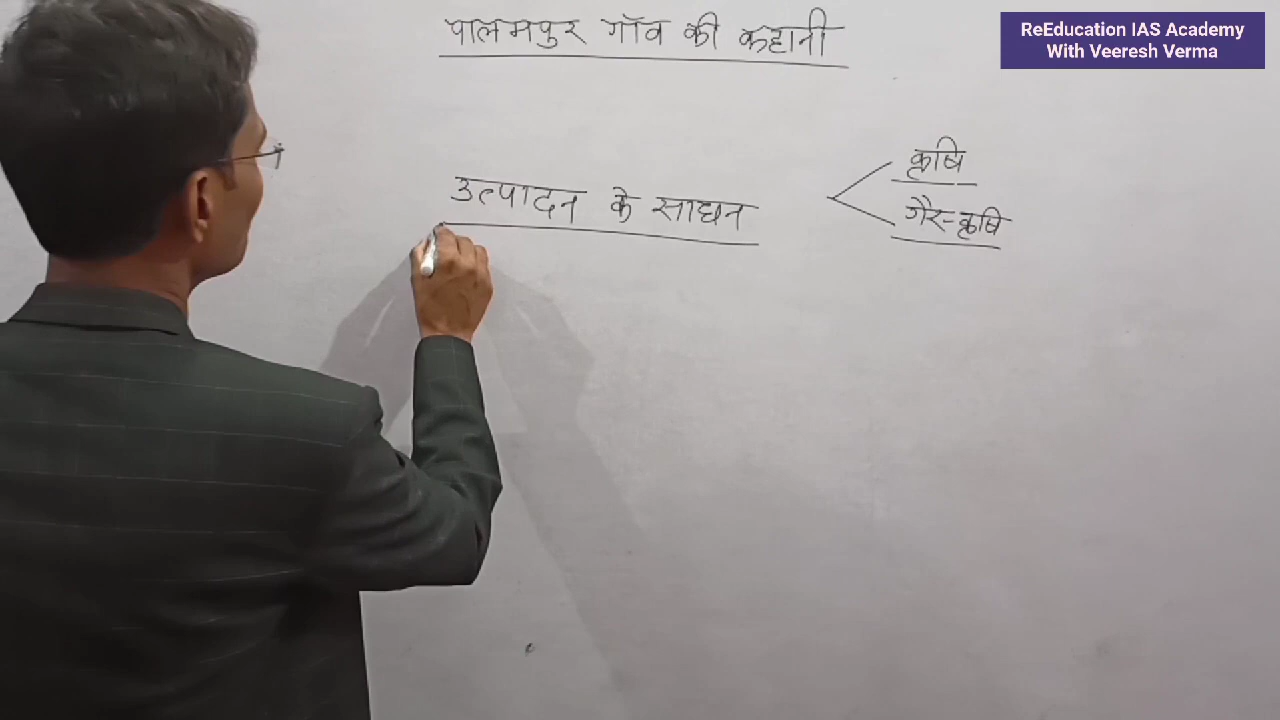 ReEducation IAS Academy
With Veeresh Verma
पालमपुर गाँव की कहानी
उत्पादन के साधन
कृषि
गैर-कृषि